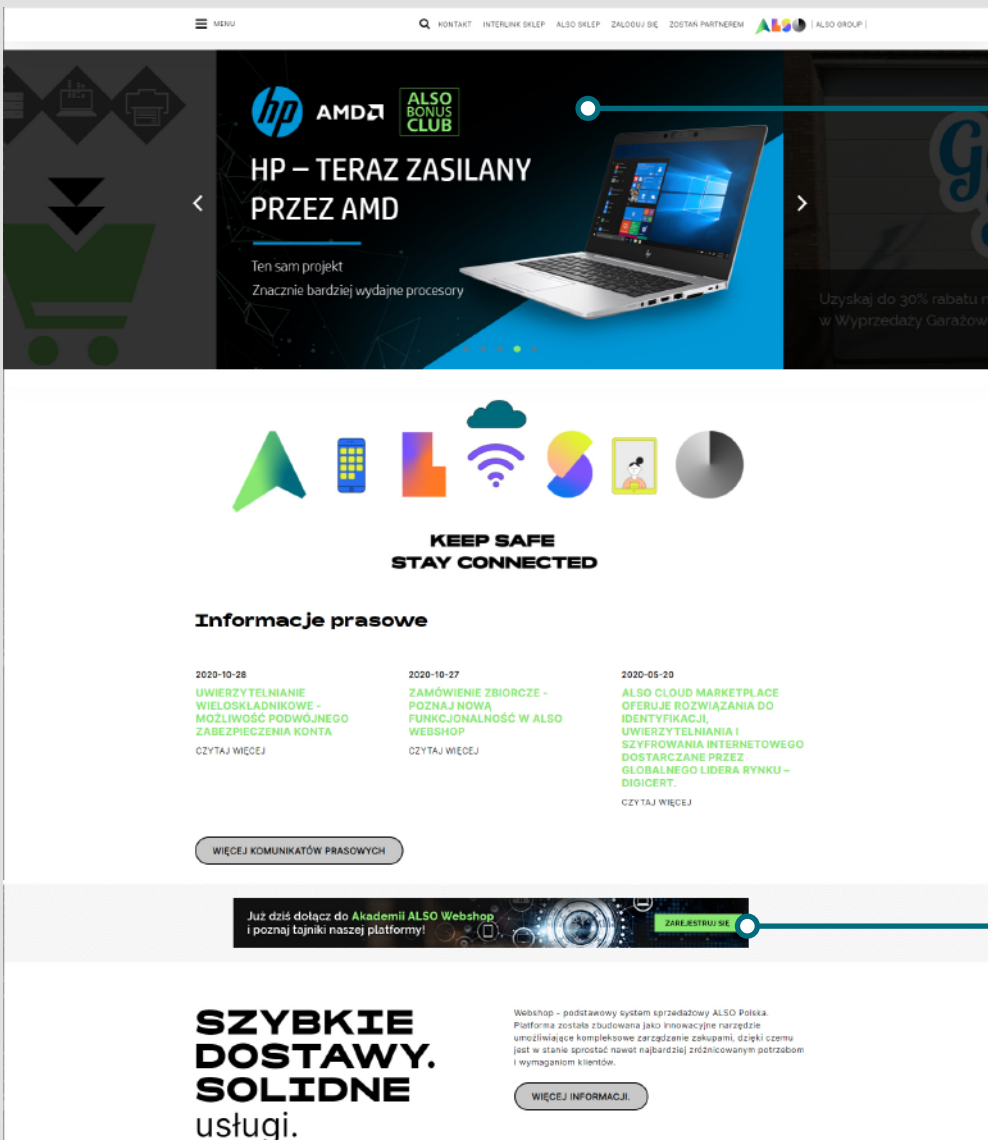 MENU
KONTAKT INTERLINK SKLEP ALSO SKLEP ZALOGUJ SIĘ ZOSTAŃ PARTNEREM ALSO | ALSO GROUP |
hp AMD ALSO
BONUS
CLUB
HP – TERAZ ZASILANY
PRZEZ AMD
Ten sam projekt
Znacznie bardziej wydajne procesory
Uzyskaj do 30% rabatu
w Wyprzedaży
ALSO
KEEP SAFE
STAY CONNECTED
Informacje prasowe
2020-10-28
UWIERZYTELNIANIE
WIELOSKŁADNIKOWE -
MOŻLIWOŚĆ PODWÓJNEGO
ZABEZPIECZENIA KONTA
CZYTAJ WIĘCEJ
2020-10-27
ZAMÓWIENIE ZBIORCZE -
POZNAJ NOWĄ
FUNKCJONALNOŚĆ W ALSO
WEBSHOP
CZYTAJ WIĘCEJ
2020-05-20
ALSO CLOUD MARKETPLACE
OFERUJE ROZWIĄZANIA DO
IDENTYFIKACJI,
UWIERZYTELNIANIA I
SZYFROWANIA INTERNETOWEGO
DOSTARCZANE PRZEZ
GLOBALNEGO LIDERA RYNKU –
DIGICERT.
CZYTAJ WIĘCEJ
WIĘCEJ KOMUNIKATÓW PRASOWYCH
Już dziś dołącz do Akademii ALSO Webshop
i poznaj tajniki naszej platformy!
ZAREJESTRUJ SIĘ
SZYBKIE
DOSTAWY.
SOLIDNE
usługi.
Webshop - podstawowy system sprzedażowy ALSO Polska.
Platforma została zbudowana jako innowacyjne narzędzie
umożliwiające kompleksowe zarządzanie zakupami, dzięki czemu
jest w stanie sprostać nawet najbardziej zróżnicowanym potrzebom
i wymaganiom klientów.
WIĘCEJ INFORMACJI.